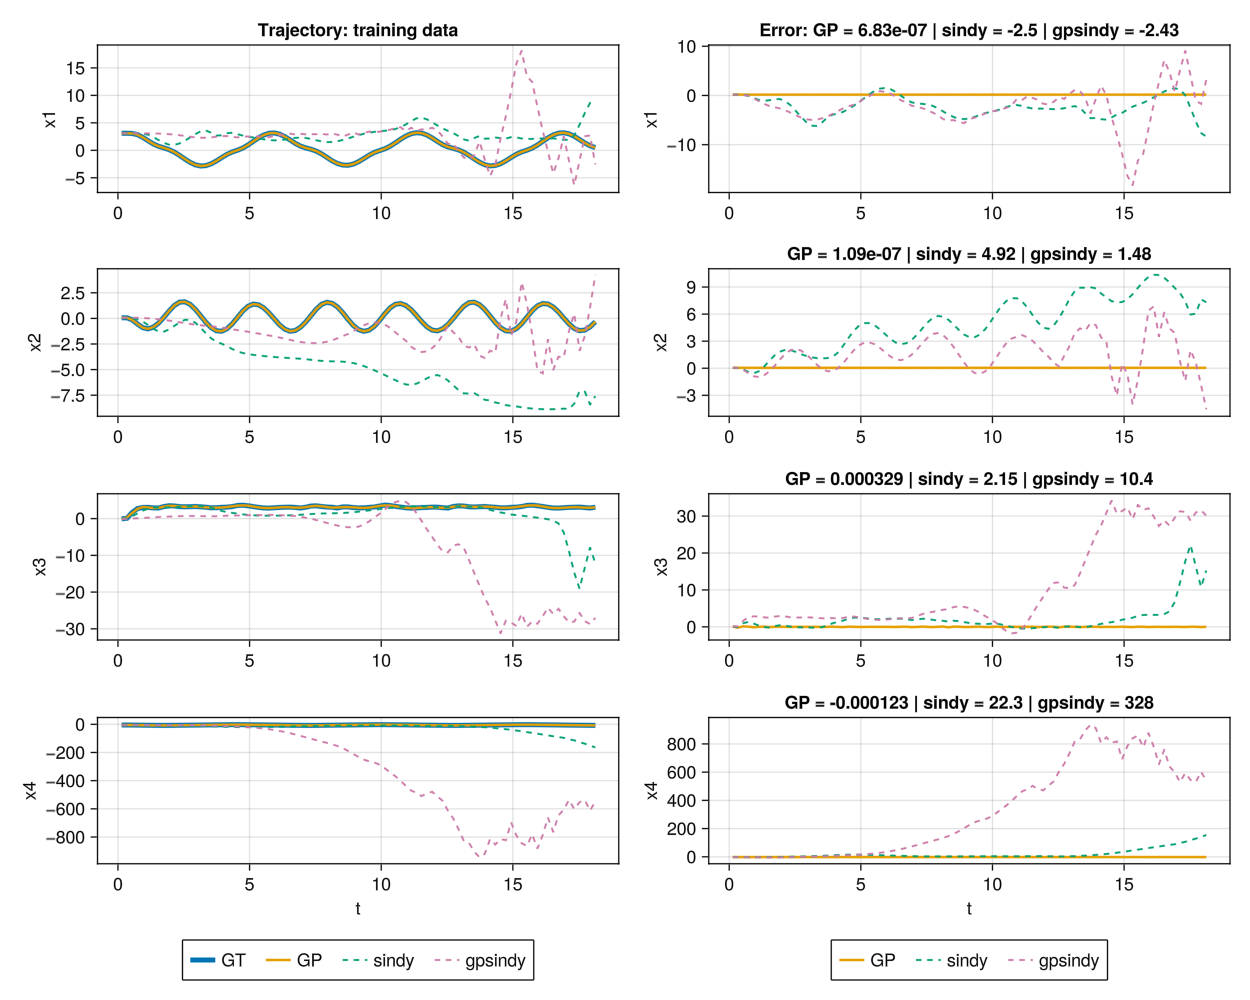 Trajectory: training data
x1
15
10
5
0
−5
0 5 10 15
Error: GP = 6.83e-07 | sindy = -2.5 | gpsindy = -2.43
x1
10
0
−10
0 5 10 15
x2
2.5
0.0
−2.5
−5.0
−7.5
0 5 10 15
GP = 1.09e-07 | sindy = 4.92 | gpsindy = 1.48
x2
9
6
3
0
−3
0 5 10 15
x3
0
−10
−20
−30
0 5 10 15
GP = 0.000329 | sindy = 2.15 | gpsindy = 10.4
x3
30
20
10
0
0 5 10 15
x4
0
−200
−400
−600
−800
0 5 10 15
t
GP = -0.000123 | sindy = 22.3 | gpsindy = 328
x4
800
600
400
200
0
0 5 10 15
t
GT GP sindy gpsindy
GP sindy gpsindy